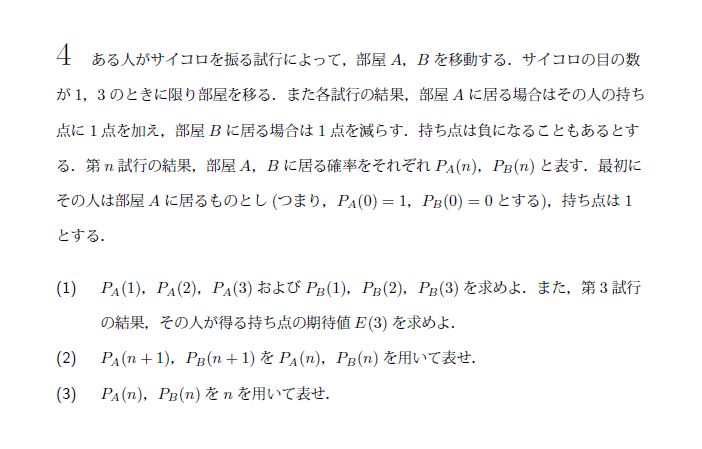 4 ある人がサイコロを振る試行によって，部屋 A，B を移動する．サイコロの目の数
が 1，3 のときに限り部屋を移る．また各試行の結果，部屋 A に居る場合はその人の持ち
点に 1 点を加え，部屋 B に居る場合は 1 点を減らす．持ち点は負になることもあるとす
る．第 n 試行の結果，部屋 A，B に居る確率をそれぞれ P_A(n)，P_B(n) と表す．最初に
その人は部屋 A に居るものとし (つまり，P_A(0) = 1，P_B(0) = 0 とする)，持ち点は 1
とする．
(1) P_A(1)，P_A(2)，P_A(3) および P_B(1)，P_B(2)，P_B(3) を求めよ．また，第 3 試行
の結果，その人が得る持ち点の期待値 E(3) を求めよ．
(2) P_A(n + 1)，P_B(n + 1) を P_A(n)，P_B(n) を用いて表せ．
(3) P_A(n)，P_B(n) を n を用いて表せ．